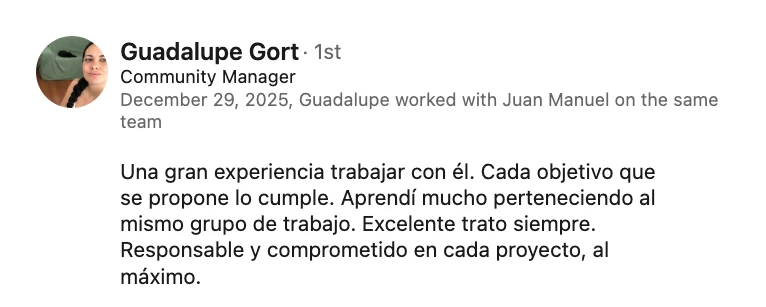 Guadalupe Gort · 1st
Community Manager
December 29, 2025, Guadalupe worked with Juan Manuel on the same
team
Una gran experiencia trabajar con él. Cada objetivo que
se propone lo cumple. Aprendí mucho perteneciendo al
mismo grupo de trabajo. Excelente trato siempre.
Responsable y comprometido en cada proyecto, al
máximo.